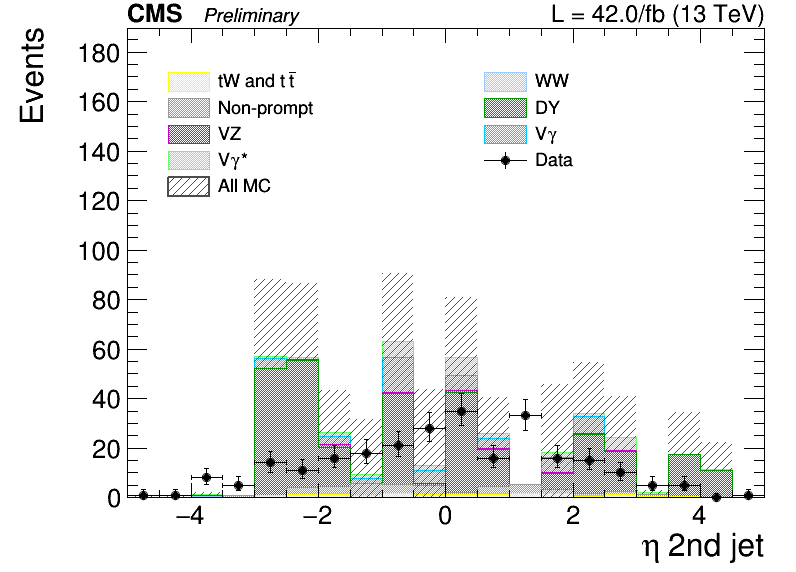 CMS Preliminary L = 42.0/fb (13 TeV)
Events
180
160
140
120
100
80
60
40
20
0
tW and t t̄
Non-prompt
VZ
Vγ*
All MC
WW
DY
Vγ
Data
−4 −2 0 2 4
η 2nd jet